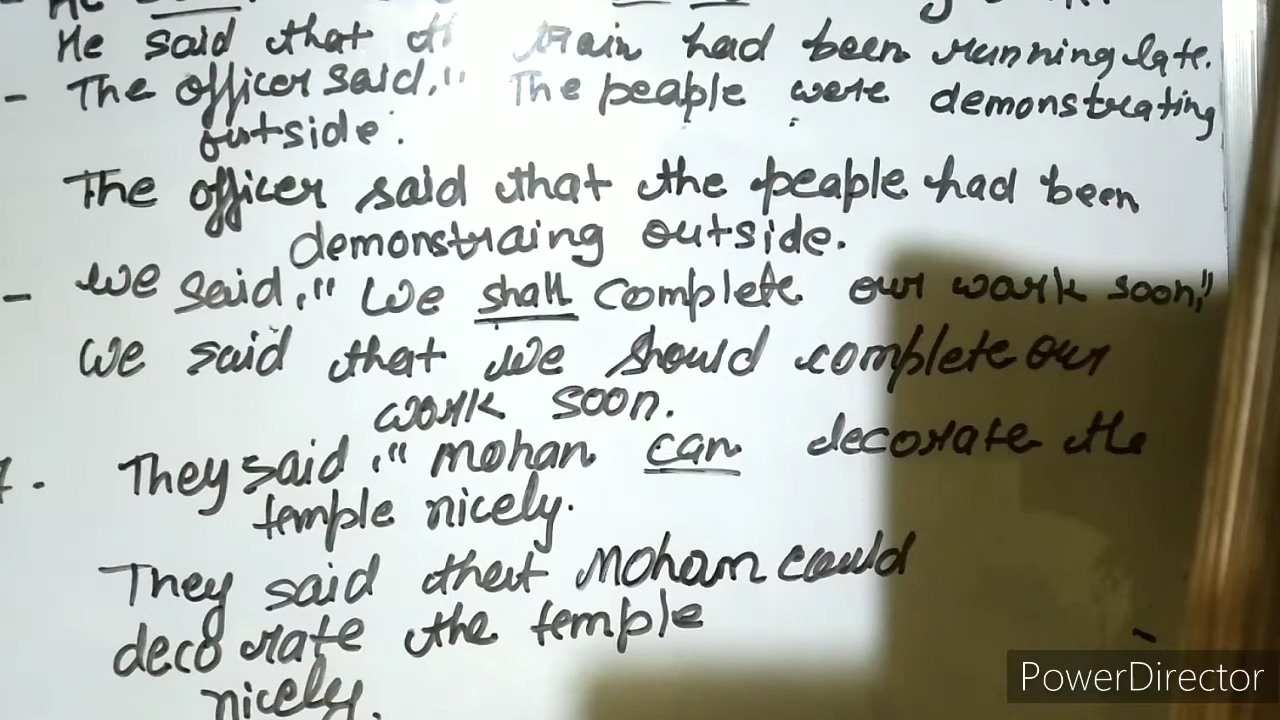 He
He said that th train had been running late.
- The officer said," The peaple were demonstrating
outside.
The officer said that the peaple had been
demonstraing outside.
- We said," We shall complete our work soon,"
We said that we should complete our
work soon.
7. They said," mohan can decorate the
temple nicely.
They said that Mohan could
decorate the temple
nicely.
PowerDirector